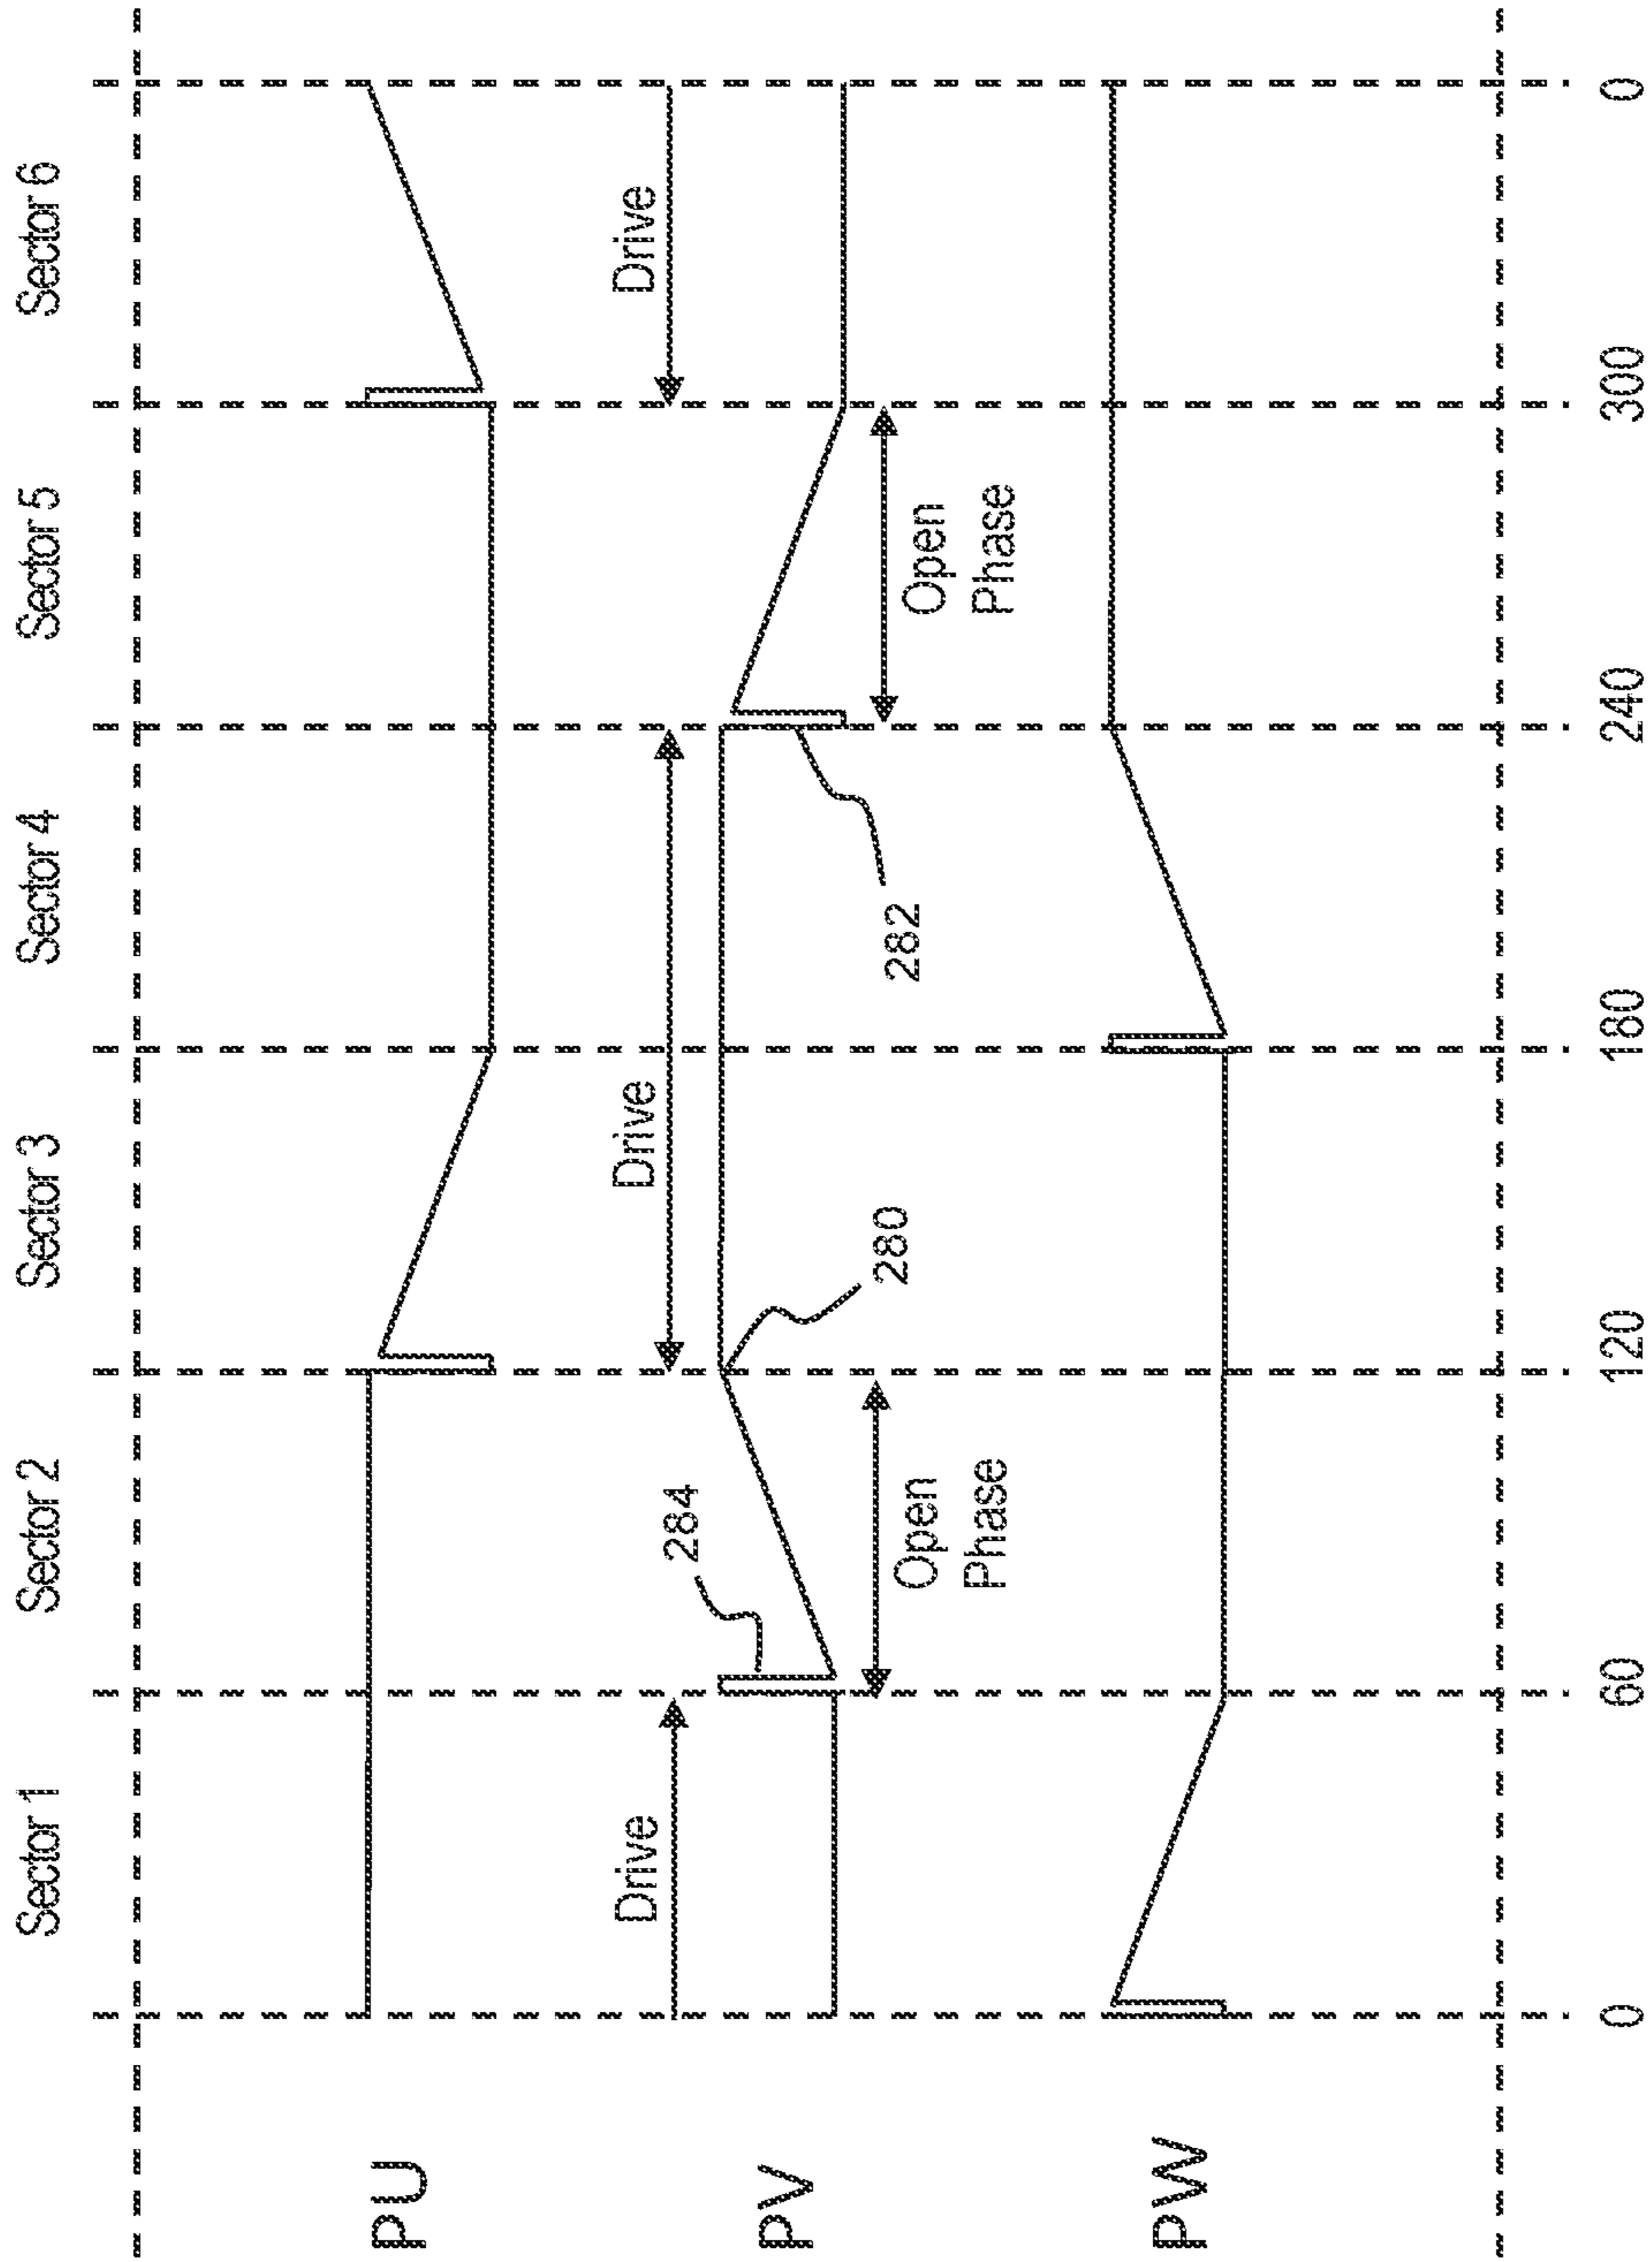 Sector 1 Sector 2 Sector 3 Sector 4 Sector 5 Sector 6
PU
Drive Drive Drive
284
PV
280
282
Open Phase Open Phase
PW
0 60 120 180 240 300 0